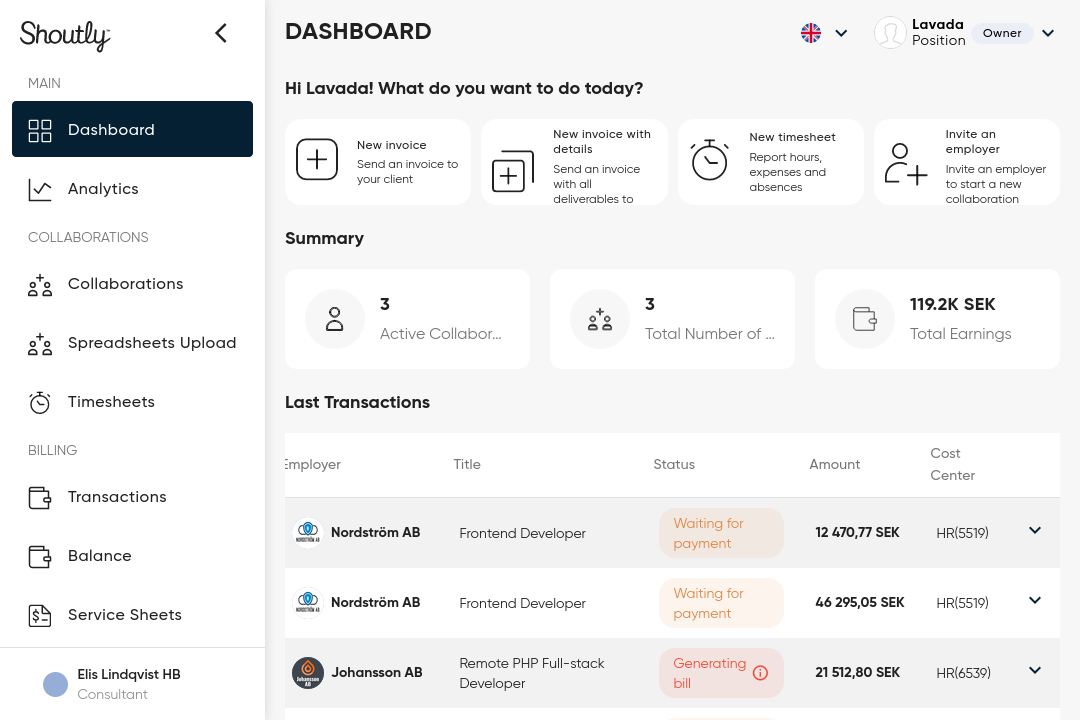 Shoutly
MAIN
Dashboard
Analytics
COLLABORATIONS
Collaborations
Spreadsheets Upload
Timesheets
BILLING
Transactions
Balance
Service Sheets
Elis Lindqvist HB
Consultant
DASHBOARD
Lavada
Position
Owner
Hi Lavada! What do you want to do today?
New invoice
Send an invoice to
your client
New invoice with
details
Send an invoice
with all
deliverables to
New timesheet
Report hours,
expenses and
absences
Invite an
employer
Invite an employer
to start a new
collaboration
Summary
3
Active Collabor...
3
Total Number of ...
119.2K SEK
Total Earnings
Last Transactions
Employer Title Status Amount Cost
Center
Nordström AB Frontend Developer Waiting for
payment 12 470,77 SEK HR(5519)
Nordström AB Frontend Developer Waiting for
payment 46 295,05 SEK HR(5519)
Johansson AB Remote PHP Full-stack
Developer Generating
bill 21 512,80 SEK HR(6539)